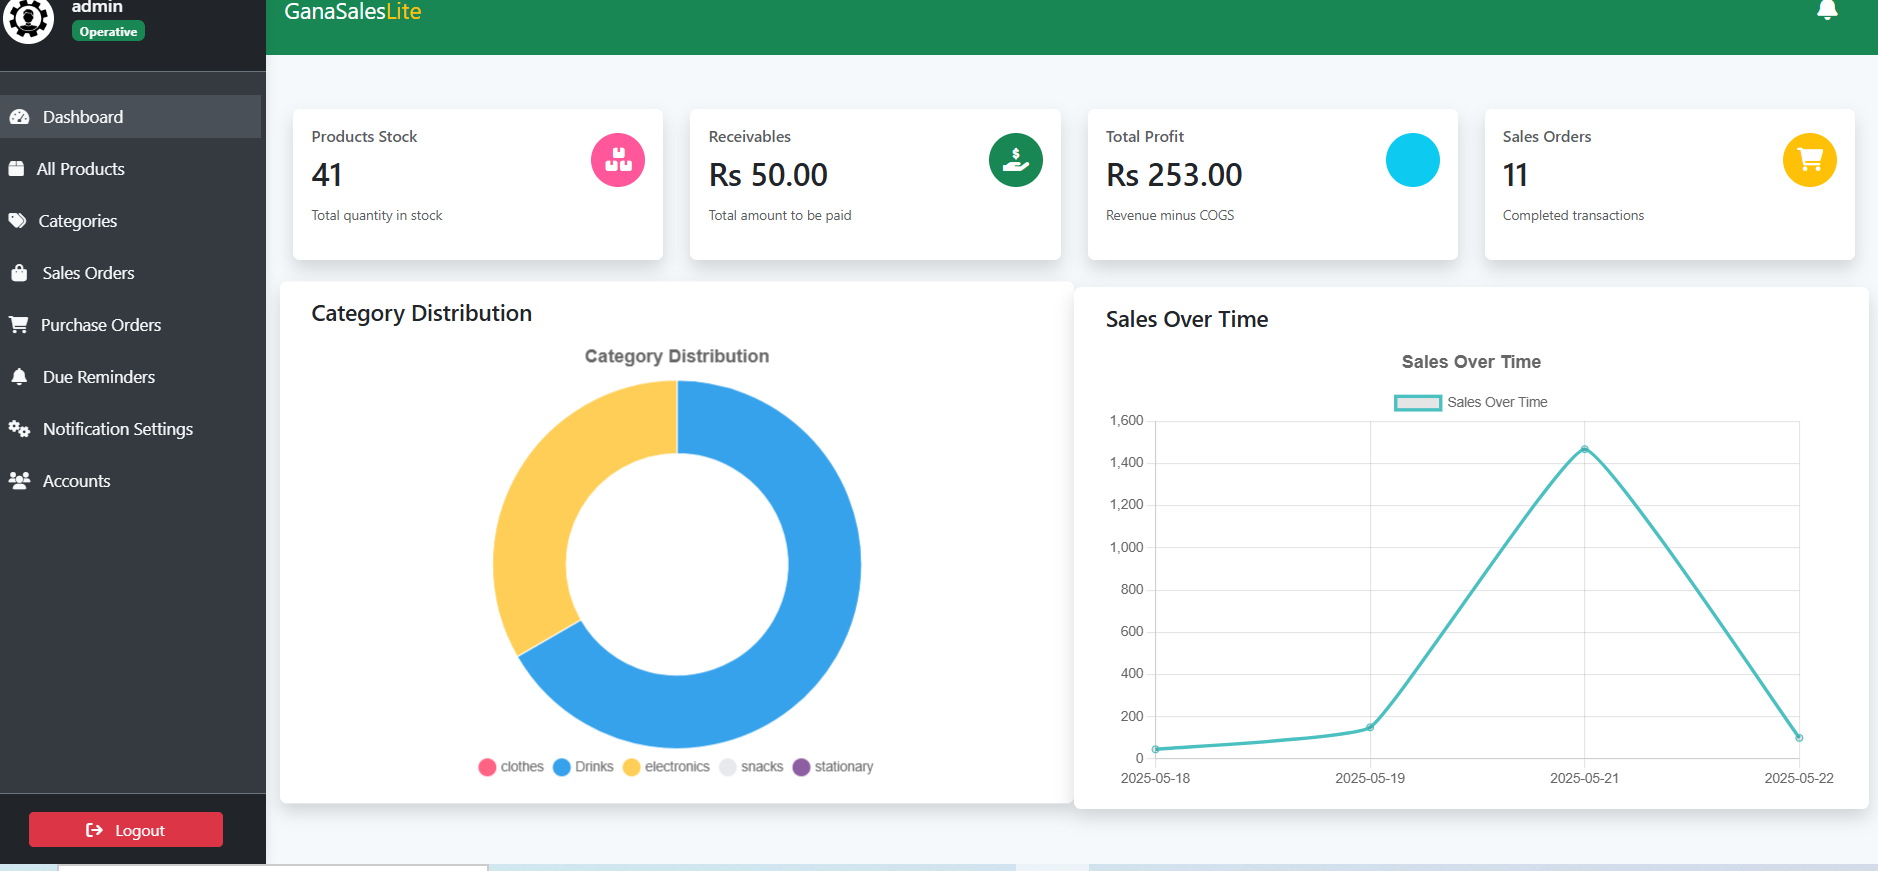 admin
Operative
GanaSalesLite
Dashboard
All Products
Categories
Sales Orders
Purchase Orders
Due Reminders
Notification Settings
Accounts
Logout
Products Stock
41
Total quantity in stock
Receivables
Rs 50.00
Total amount to be paid
Total Profit
Rs 253.00
Revenue minus COGS
Sales Orders
11
Completed transactions
Category Distribution
Category Distribution
clothes Drinks electronics snacks stationary
Sales Over Time
Sales Over Time
Sales Over Time
1,600
1,400
1,200
1,000
800
600
400
200
0
2025-05-18 2025-05-19 2025-05-21 2025-05-22